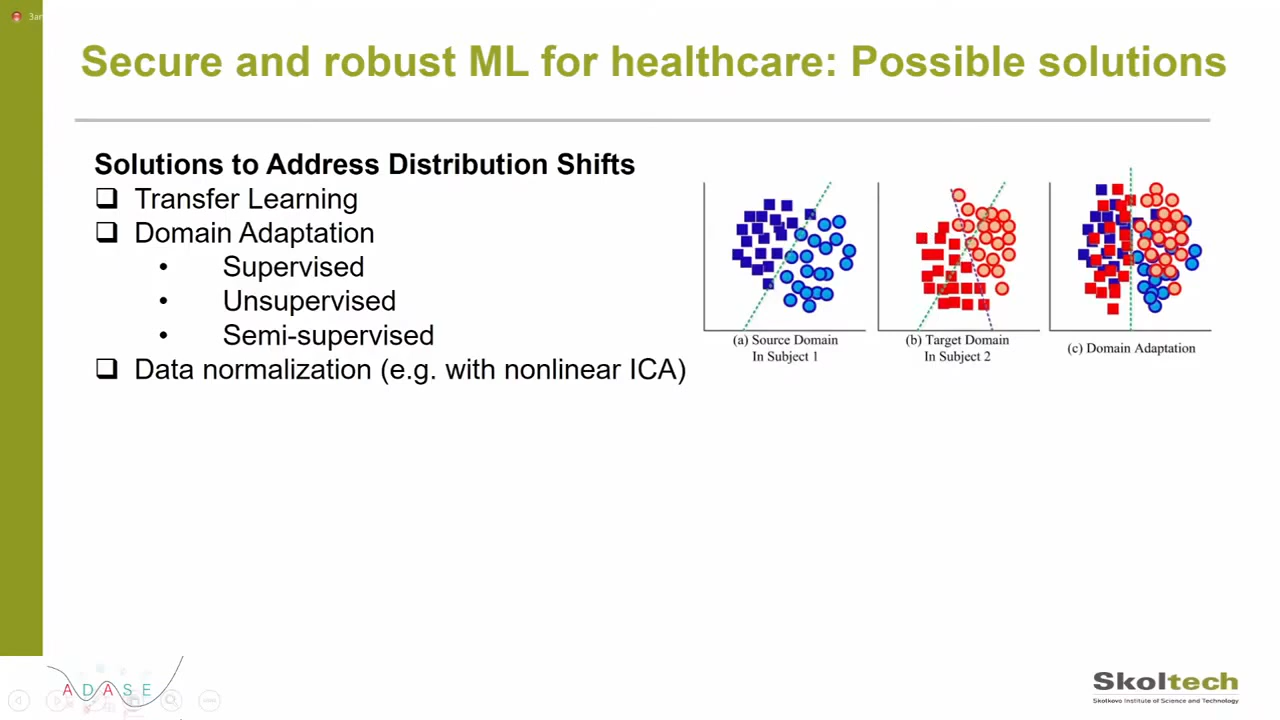 Secure and robust ML for healthcare: Possible solutions
Solutions to Address Distribution Shifts
❑ Transfer Learning
❑ Domain Adaptation
• Supervised
• Unsupervised
• Semi-supervised
❑ Data normalization (e.g. with nonlinear ICA)
(a) Source Domain
In Subject 1
(b) Target Domain
In Subject 2
(c) Domain Adaptation
A D A S E
Skoltech
Skolkovo Institute of Science and Technology